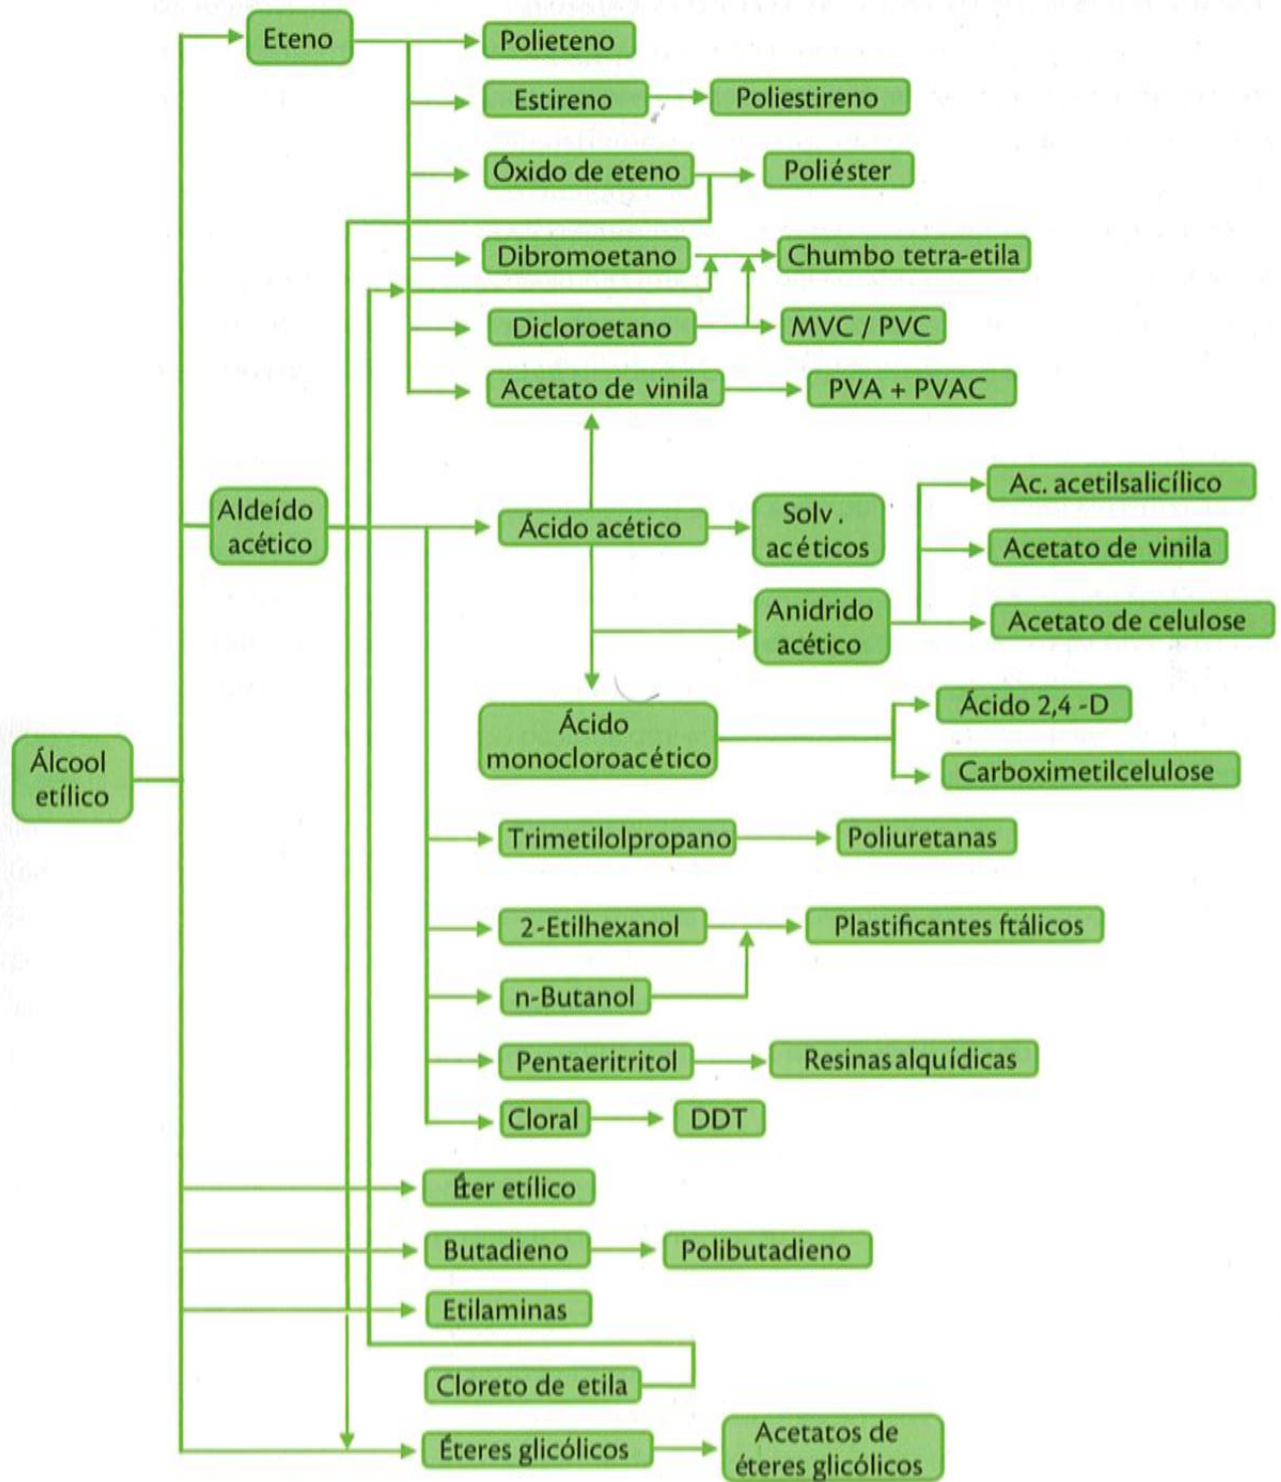 Eteno
Polieteno
Estireno
Poliestireno
Óxido de eteno
Poliéster
Dibromoetano
Chumbo tetra-etila
Dicloroetano
MVC / PVC
Acetato de vinila
PVA + PVAC
Aldeído
acético
Ácido acético
Solv.
acéticos
Ac. acetilsalicílico
Acetato de vinila
Anidrido
acético
Acetato de celulose
Ácido
monocloroacético
Ácido 2,4 -D
Carboximetilcelulose
Álcool
etílico
Trimetilolpropano
Poliuretanas
2-Etilhexanol
Plastificantes ftálicos
n-Butanol
Pentaeritritol
Resinas alquídicas
Cloral
DDT
Éter etílico
Butadieno
Polibutadieno
Etilaminas
Cloreto de etila
Éteres glicólicos
Acetatos de
éteres glicólicos